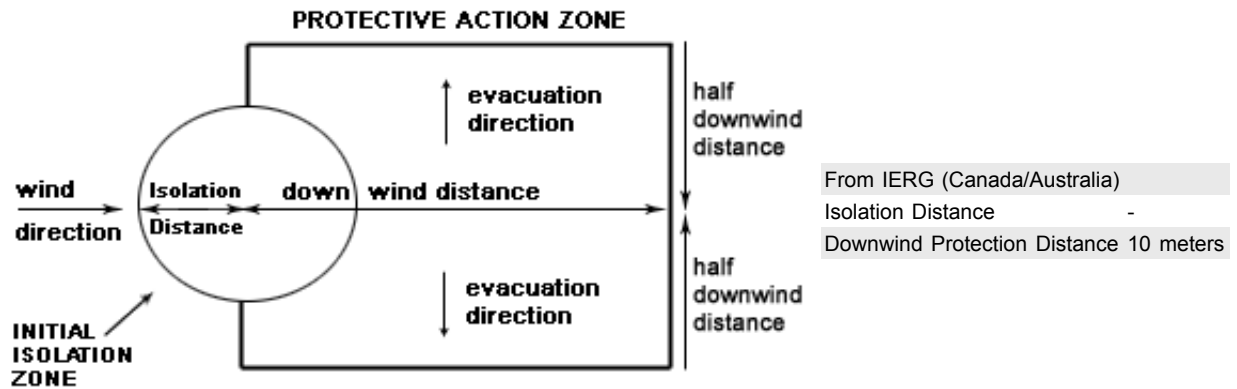 PROTECTIVE ACTION ZONE
evacuation
direction
half
downwind
distance
wind
direction
Isolation
Distance
down wind distance
evacuation
direction
half
downwind
distance
INITIAL
ISOLATION
ZONE
From IERG (Canada/Australia)
Isolation Distance -
Downwind Protection Distance 10 meters